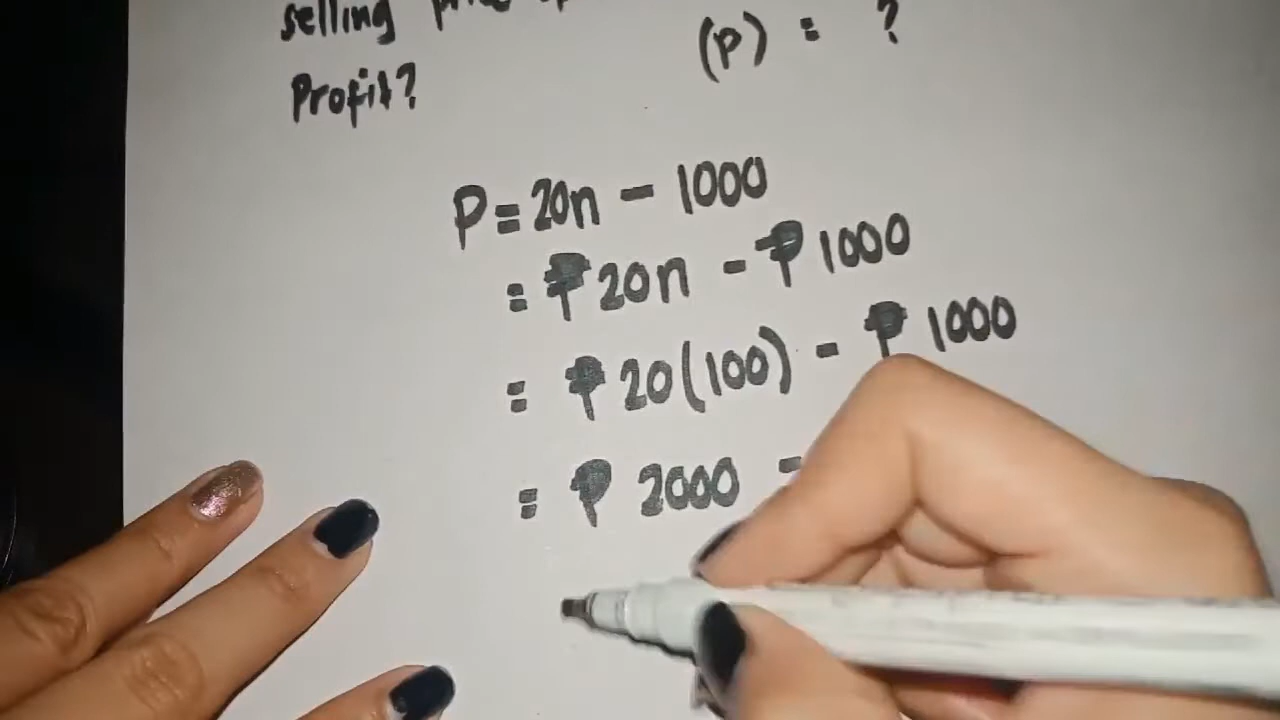 selling
(P) = ?
Profit?
P = 20n - 1000
= ₱20n - ₱1000
= ₱20(100) - ₱1000
= ₱2000 -